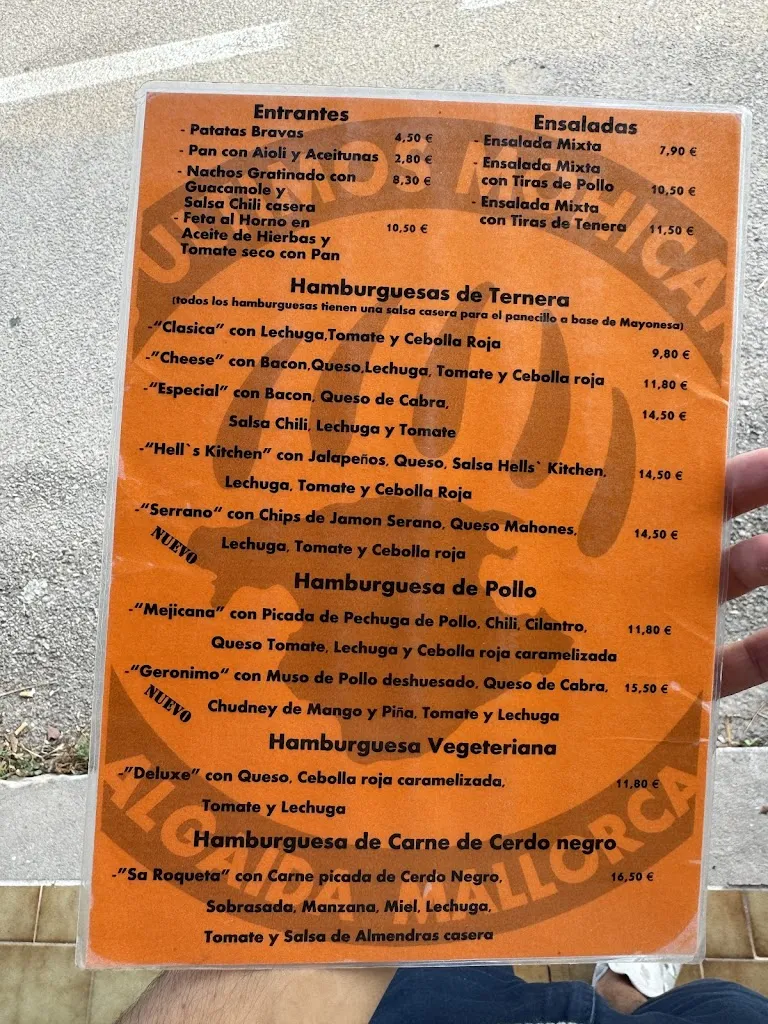 Entrantes
- Patatas Bravas 4,50 €
- Pan con Aioli y Aceitunas 2,80 €
- Nachos Gratinado con 8,30 €
Guacamole y
Salsa Chili casera
- Feta al Horno en 10,50 €
Aceite de Hierbas y
Tomate seco con Pan
Ensaladas
- Ensalada Mixta 7,90 €
- Ensalada Mixta
con Tiras de Pollo 10,50 €
- Ensalada Mixta
con Tiras de Tenera 11,50 €
Hamburguesas de Ternera
(todos los hamburguesas tienen una salsa casera para el panecillo a base de Mayonesa)
-"Clasica" con Lechuga,Tomate y Cebolla Roja 9,80 €
-"Cheese" con Bacon,Queso,Lechuga, Tomate y Cebolla roja 11,80 €
-"Especial" con Bacon, Queso de Cabra, 14,50 €
Salsa Chili, Lechuga y Tomate
-"Hell`s Kitchen" con Jalapeños, Queso, Salsa Hells` Kitchen, 14,50 €
Lechuga, Tomate y Cebolla Roja
-"Serrano" con Chips de Jamon Serano, Queso Mahones, 14,50 €
NUEVO
Lechuga, Tomate y Cebolla roja
Hamburguesa de Pollo
-"Mejicana" con Picada de Pechuga de Pollo, Chili, Cilantro, 11,80 €
Queso Tomate, Lechuga y Cebolla roja caramelizada
-"Geronimo" con Muso de Pollo deshuesado, Queso de Cabra, 15,50 €
NUEVO
Chudney de Mango y Piña, Tomate y Lechuga
Hamburguesa Vegeteriana
-"Deluxe" con Queso, Cebolla roja caramelizada, 11,80 €
Tomate y Lechuga
Hamburguesa de Carne de Cerdo negro
-"Sa Roqueta" con Carne picada de Cerdo Negro, 16,50 €
Sobrasada, Manzana, Miel, Lechuga,
Tomate y Salsa de Almendras casera
ALGAIDA MALLORCA